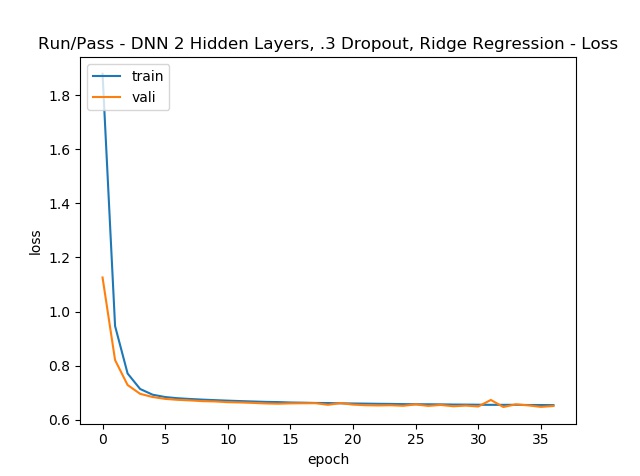 Run/Pass - DNN 2 Hidden Layers, .3 Dropout, Ridge Regression - Loss
train
vali
1.8
1.6
1.4
1.2
1.0
0.8
0.6
loss
0 5 10 15 20 25 30 35
epoch